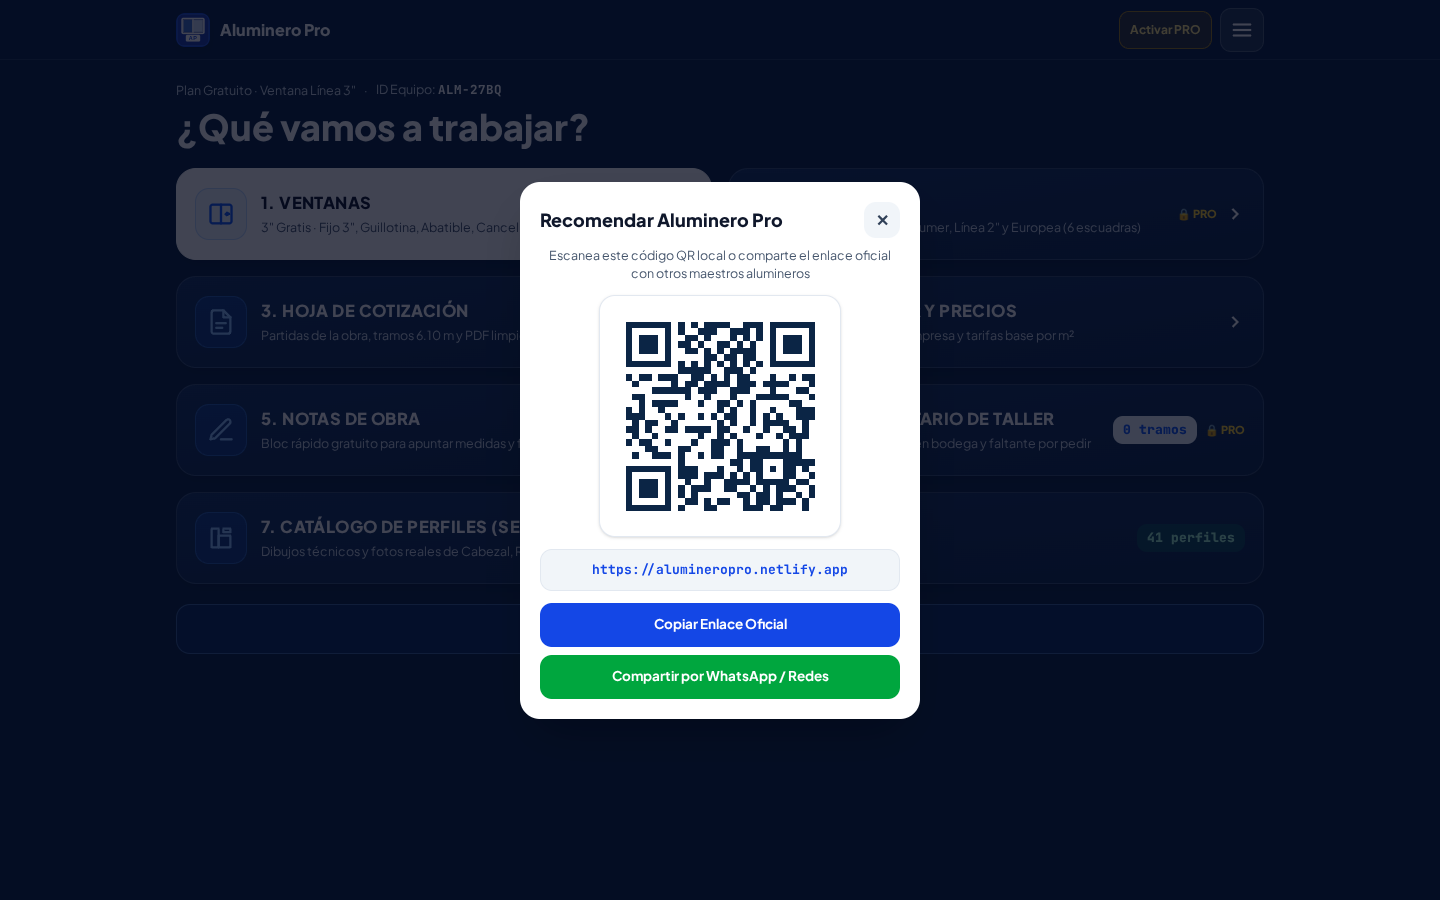 Aluminero Pro
Activar PRO
Plan Gratuito · Ventana Línea 3" · ID Equipo: ALM-27BQ
¿Qué vamos a trabajar?
1. VENTANAS
3" Gratis · Fijo 3", Guillotina, Abatible, Cancel
Línea 2" y Europea (6 escuadras)
🔒 PRO
3. HOJA DE COTIZACIÓN
Partidas de la obra, tramos 6.10 m y PDF
Y PRECIOS
y tarifas base por m²
5. NOTAS DE OBRA
Bloc rápido gratuito para apuntar medidas y
DE TALLER
bodega y faltante por pedir
0 tramos
🔒 PRO
7. CATÁLOGO DE PERFILES
Dibujos técnicos y fotos reales de Cabezal,
41 perfiles
Recomendar Aluminero Pro
×
Escanea este código QR local o comparte el enlace oficial
con otros maestros alumineros
https://alumineropro.netlify.app
Copiar Enlace Oficial
Compartir por WhatsApp / Redes